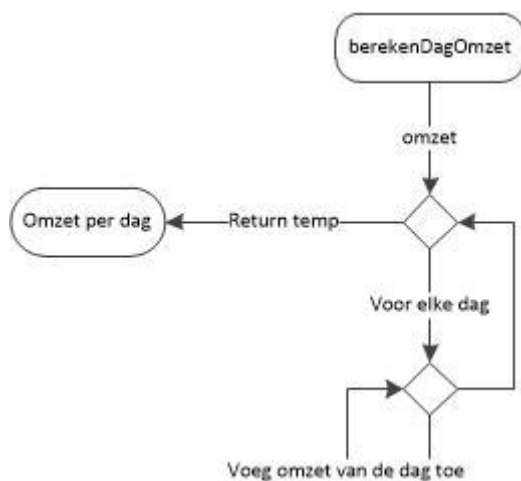 berekenDagOmzet
omzet
Omzet per dag
Return temp
Voor elke dag
Voeg omzet van de dag toe